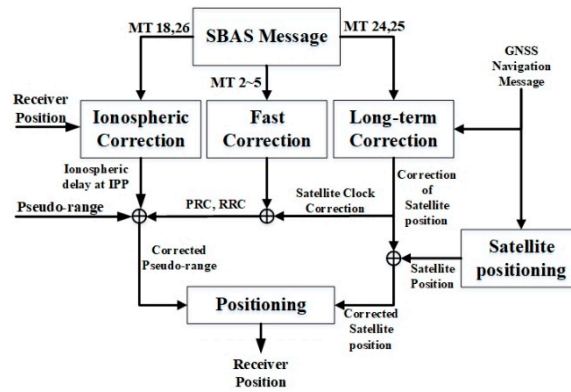 MT 18,26
SBAS Message
MT 24,25
MT 2~5
GNSS
Navigation
Message
Receiver
Position
Ionospheric
Correction
Fast
Correction
Long-term
Correction
Ionospheric
delay at IPP
Pseudo-range
PRC, RRC
Satellite Clock
Correction
Correction
of
Satellite
position
Satellite
positioning
Corrected
Pseudo-range
Satellite
Position
Positioning
Corrected
Satellite
position
Receiver
Position